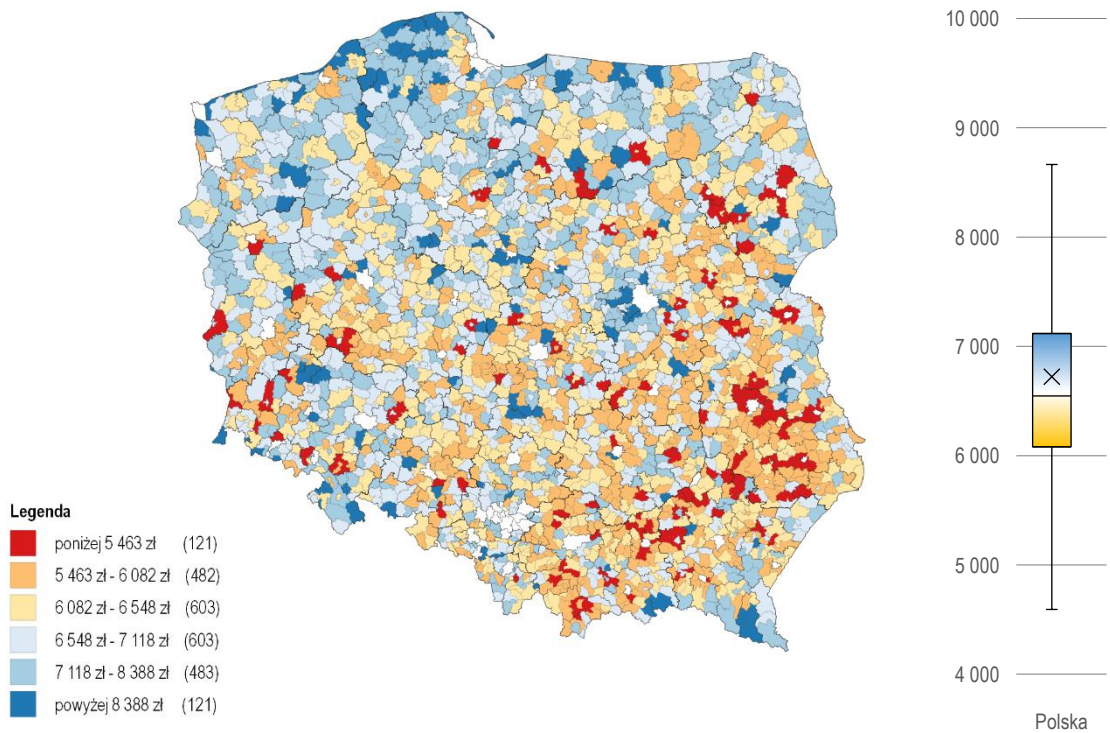 Legenda
poniżej 5 463 zł (121)
5 463 zł - 6 082 zł (482)
6 082 zł - 6 548 zł (603)
6 548 zł - 7 118 zł (603)
7 118 zł - 8 388 zł (483)
powyżej 8 388 zł (121)
10 000
9 000
8 000
7 000
6 000
5 000
4 000
Polska